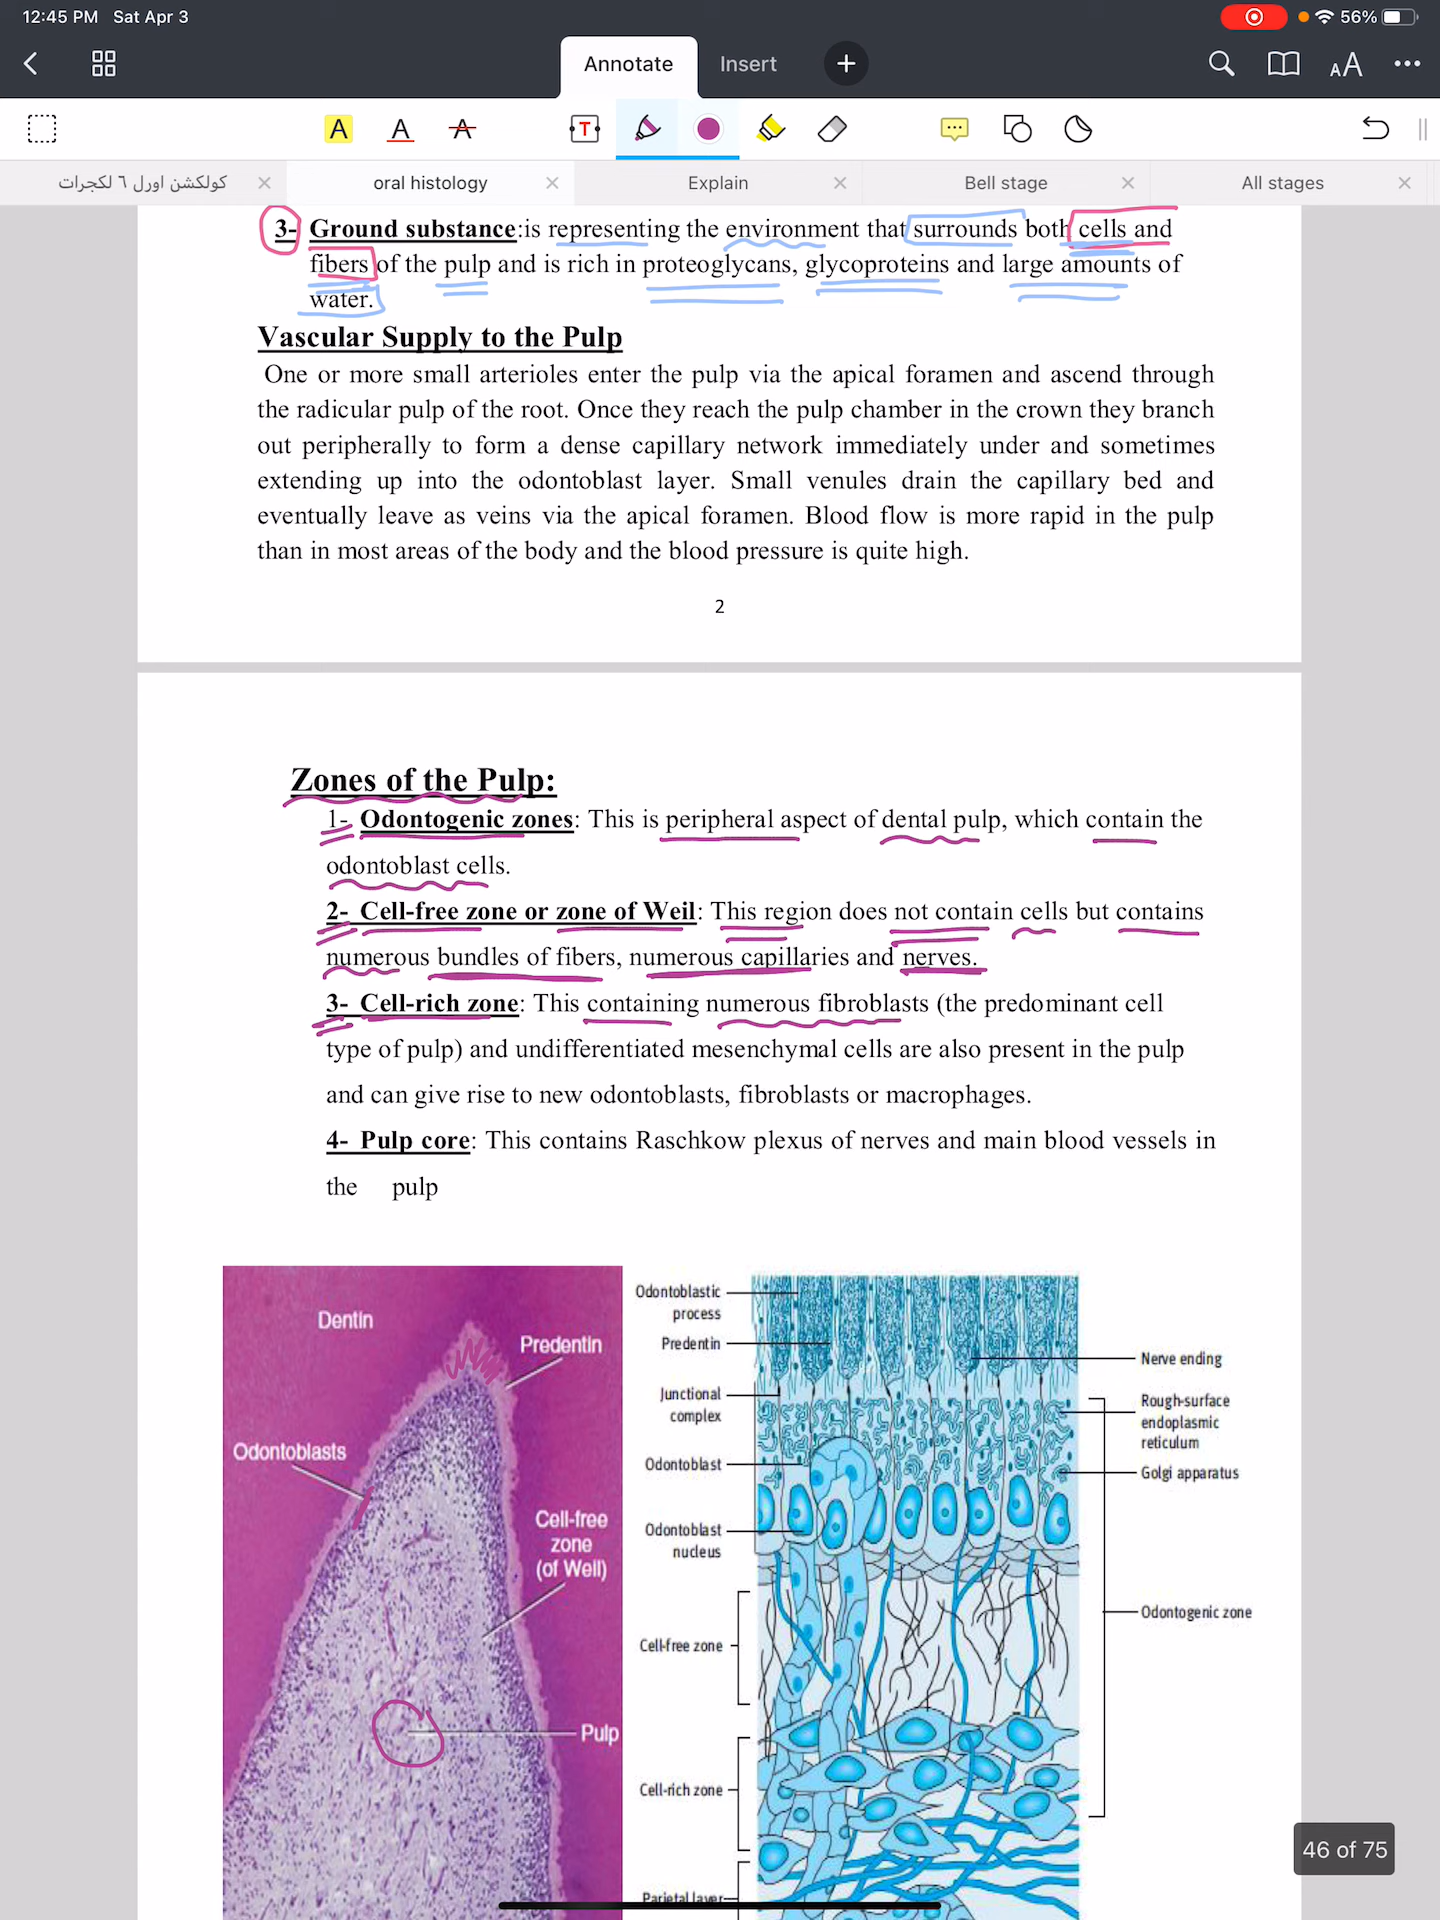 12:45 PM Sat Apr 3
56%
Annotate
Insert
كولكشن اورل ٦ لكجرات
oral histology
Explain
Bell stage
All stages
3- Ground substance:is representing the environment that surrounds both cells and
fibers of the pulp and is rich in proteoglycans, glycoproteins and large amounts of
water.
Vascular Supply to the Pulp
One or more small arterioles enter the pulp via the apical foramen and ascend through
the radicular pulp of the root. Once they reach the pulp chamber in the crown they branch
out peripherally to form a dense capillary network immediately under and sometimes
extending up into the odontoblast layer. Small venules drain the capillary bed and
eventually leave as veins via the apical foramen. Blood flow is more rapid in the pulp
than in most areas of the body and the blood pressure is quite high.
2
Zones of the Pulp:
1- Odontogenic zones: This is peripheral aspect of dental pulp, which contain the
odontoblast cells.
2- Cell-free zone or zone of Weil: This region does not contain cells but contains
numerous bundles of fibers, numerous capillaries and nerves.
3- Cell-rich zone: This containing numerous fibroblasts (the predominant cell
type of pulp) and undifferentiated mesenchymal cells are also present in the pulp
and can give rise to new odontoblasts, fibroblasts or macrophages.
4- Pulp core: This contains Raschkow plexus of nerves and main blood vessels in
the pulp
Dentin
Predentin
Odontoblasts
Cell-free
zone
(of Well)
Pulp
Odontoblastic
process
Predentin
Junctional
complex
Odontoblast
Odontoblast
nucleus
Cell-free zone
Cell-rich zone
Parietal layer
Nerve ending
Rough-surface
endoplasmic
reticulum
Golgi apparatus
Odontogenic zone
46 of 75